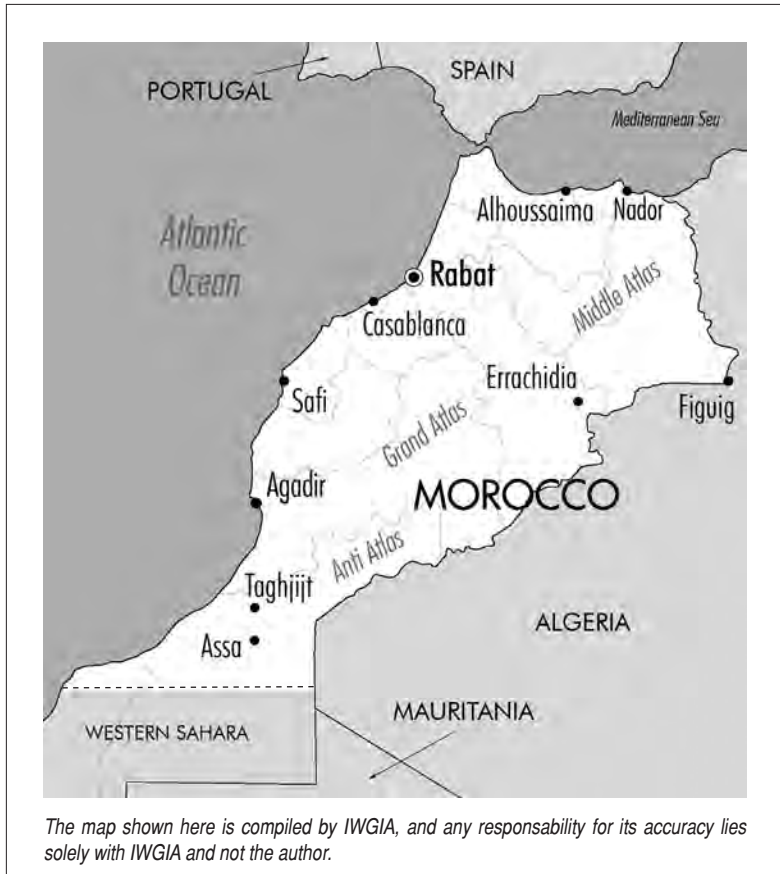 SPAIN
PORTUGAL
Mediterranean Sea
Alhoussaima
Nador
Atlantic
Ocean
Rabat
Casablanca
Middle Atlas
Errachidia
Safi
Figuig
Grand Atlas
Agadir
MOROCCO
Anti Atlas
Taghjijt
ALGERIA
Assa
MAURITANIA
WESTERN SAHARA
The map shown here is compiled by IWGIA, and any responsability for its accuracy lies
solely with IWGIA and not the author.